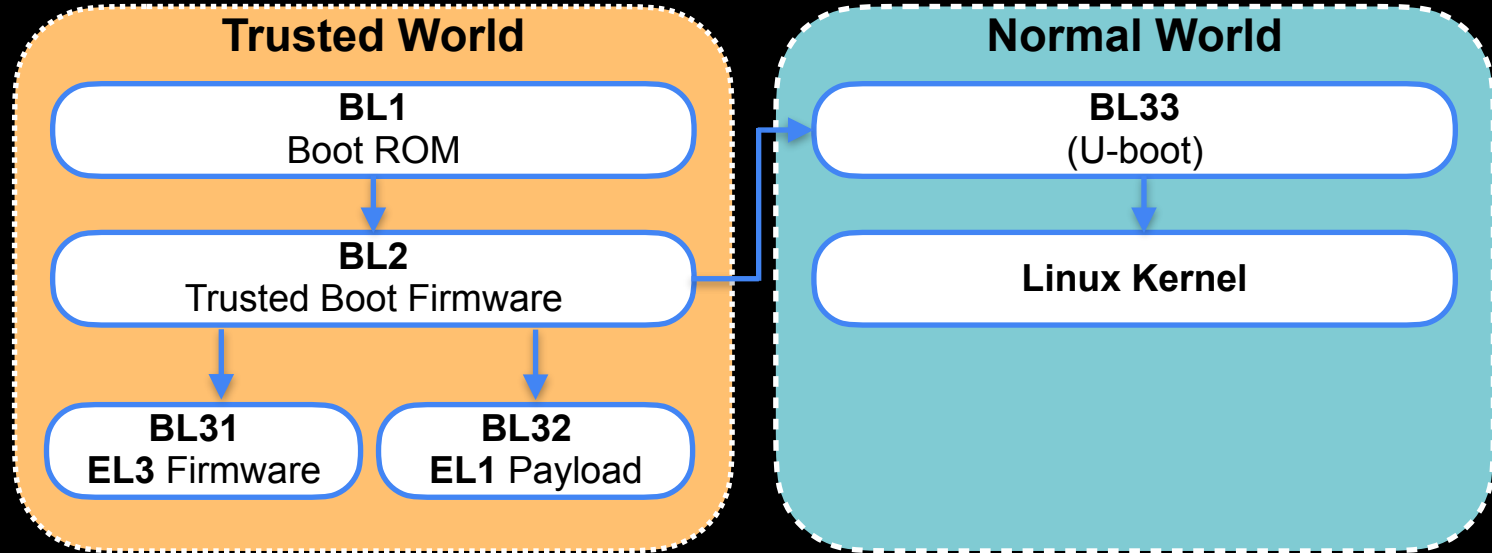 Trusted World
BL1
Boot ROM
BL2
Trusted Boot Firmware
BL31
EL3 Firmware
BL32
EL1 Payload
Normal World
BL33
(U-boot)
Linux Kernel